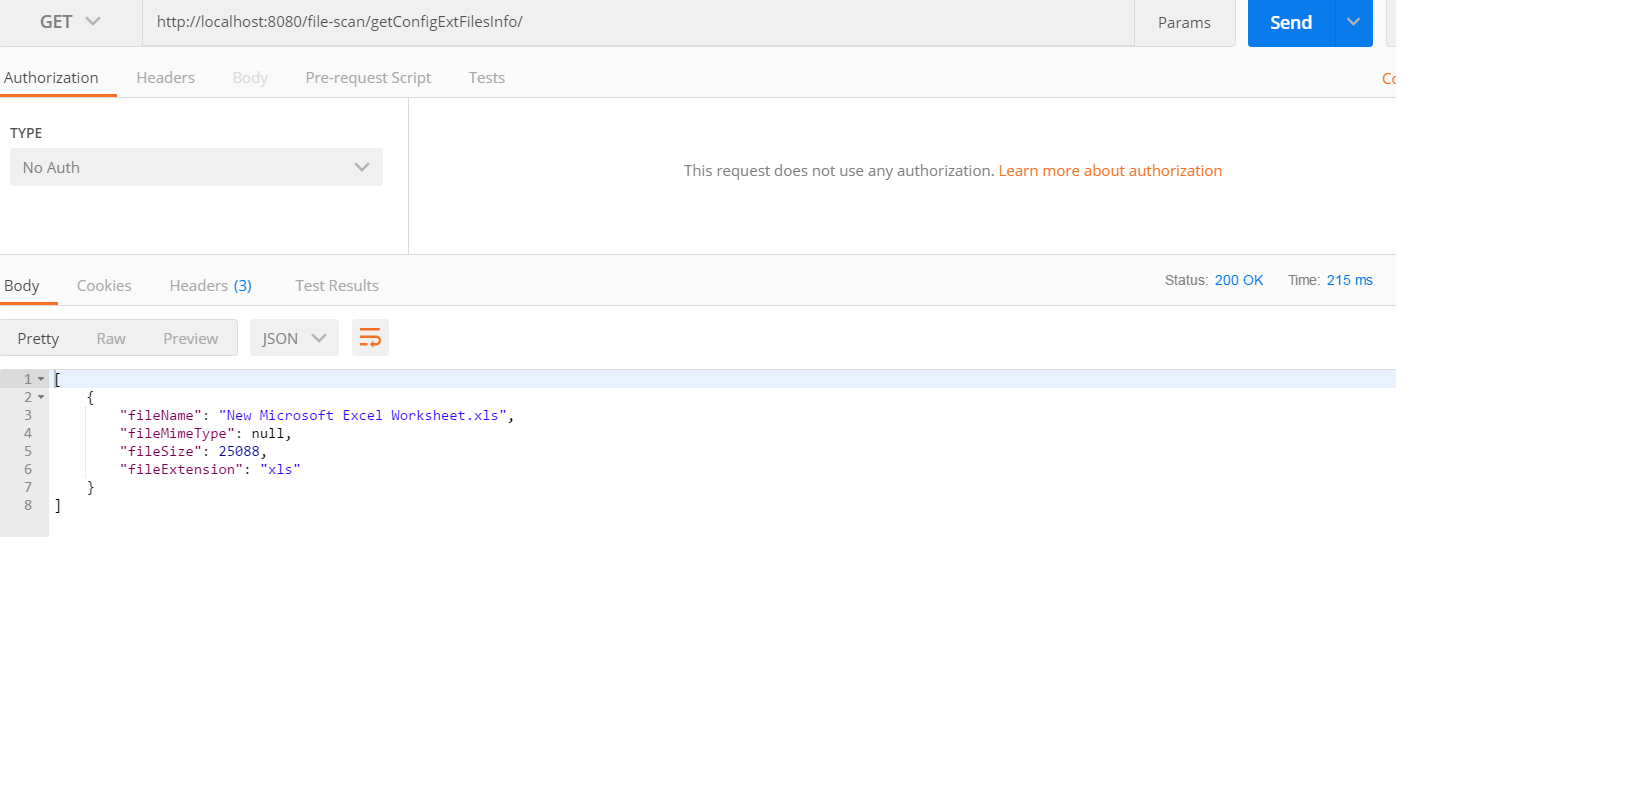 GET http://localhost:8080/file-scan/getConfigExtFilesInfo/ Params Send
Authorization Headers Body Pre-request Script Tests Co
TYPE
No Auth
This request does not use any authorization. Learn more about authorization
Body Cookies Headers (3) Test Results Status: 200 OK Time: 215 ms
Pretty Raw Preview JSON
1 [
2 {
3 "fileName": "New Microsoft Excel Worksheet.xls",
4 "fileMimeType": null,
5 "fileSize": 25088,
6 "fileExtension": "xls"
7 }
8 ]